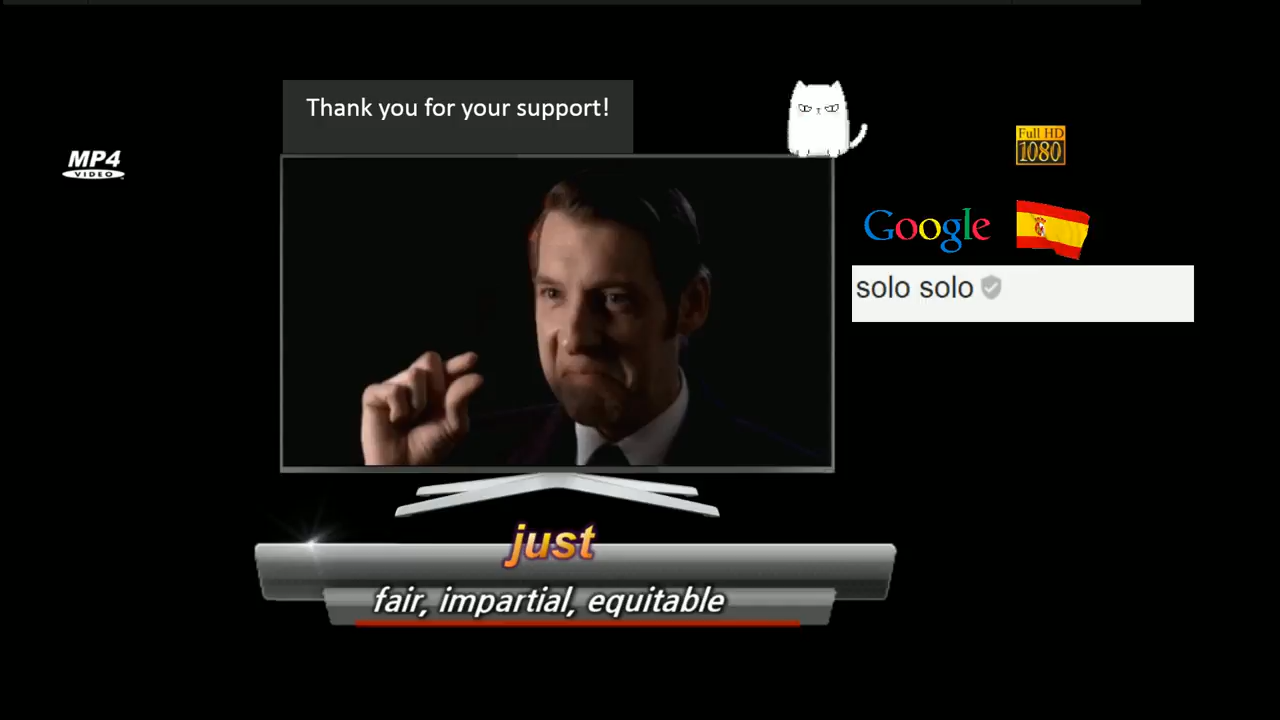 Thank you for your support!
MP4
VIDEO
Full HD
1080
Google
solo solo
just
fair, impartial, equitable